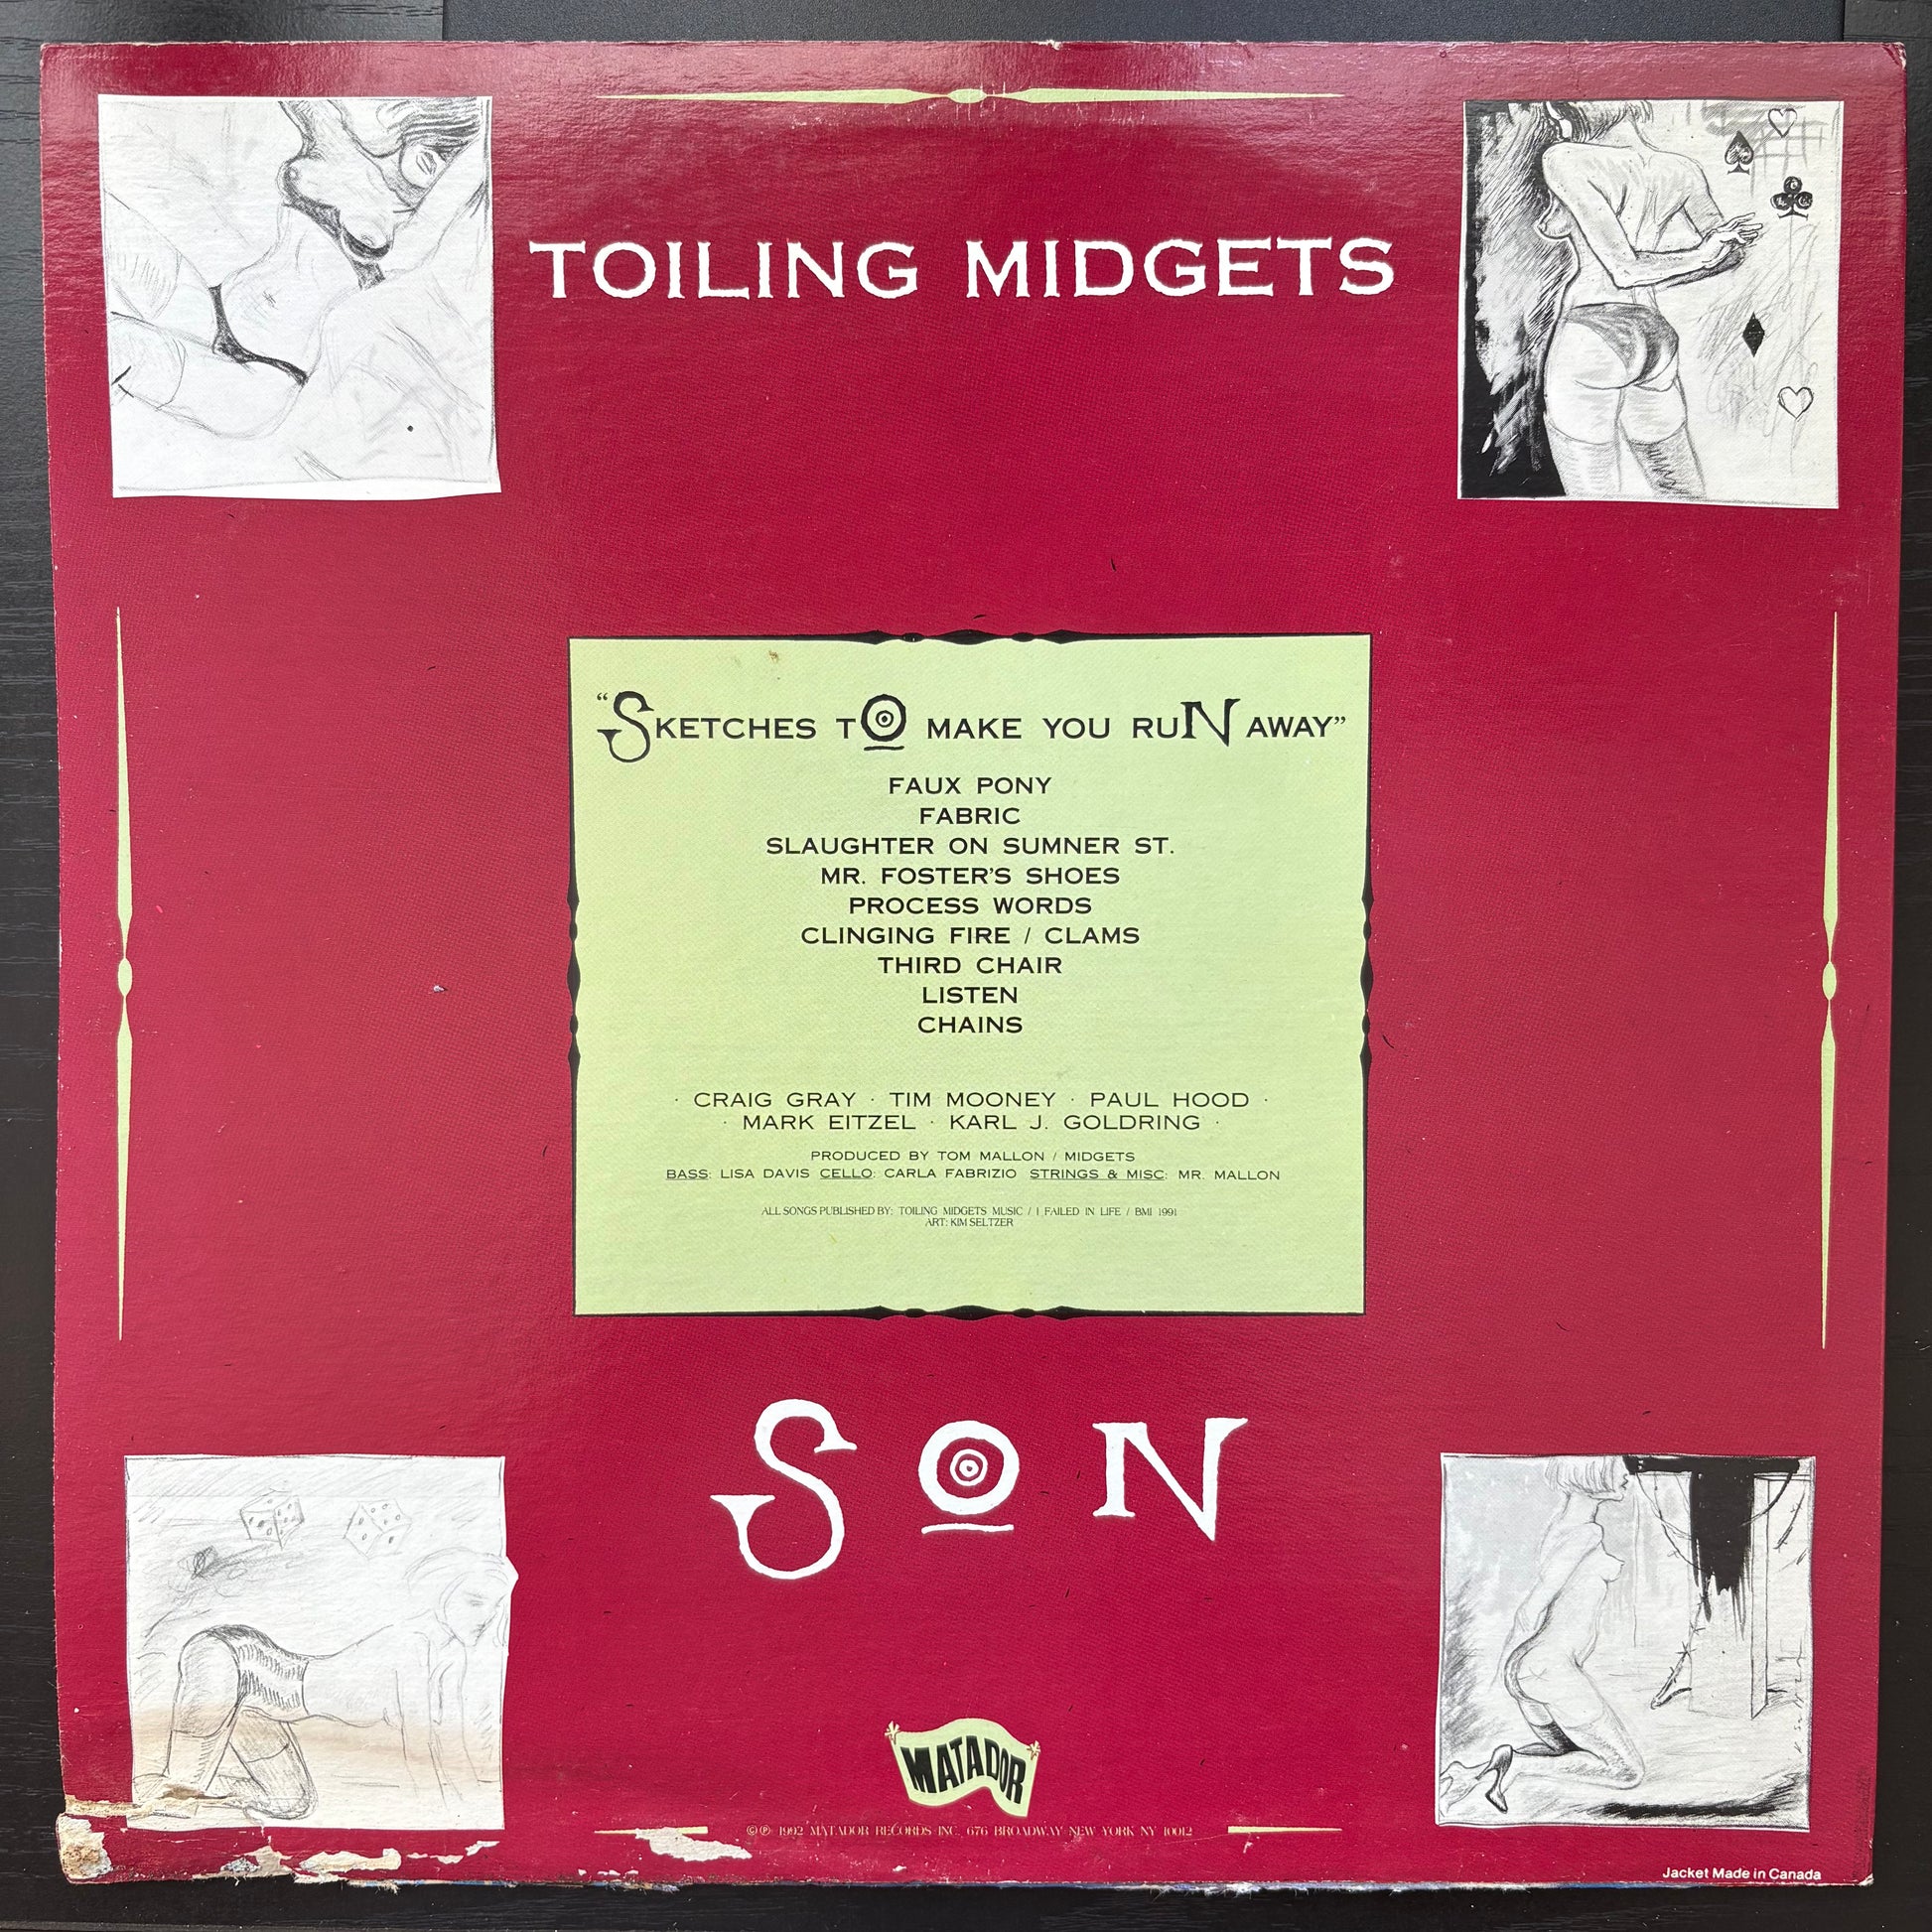 TOILING MIDGETS
"SKETCHES TO MAKE YOU RUN AWAY"
FAUX PONY
FABRIC
SLAUGHTER ON SUMNER ST.
MR. FOSTER'S SHOES
PROCESS WORDS
CLINGING FIRE / CLAMS
THIRD CHAIR
LISTEN
CHAINS
· CRAIG GRAY · TIM MOONEY · PAUL HOOD ·
· MARK EITZEL · KARL J. GOLDRING ·
PRODUCED BY TOM MALLON / MIDGETS
BASS: LISA DAVIS CELLO: CARLA FABRIZIO STRINGS & MISC: MR. MALLON
ALL SONGS PUBLISHED BY: TOILING MIDGETS MUSIC / I FAILED IN LIFE / BMI 1991
ART: KIM SELTZER
SON
MATADOR
©℗ 1992 MATADOR RECORDS INC. 676 BROADWAY NEW YORK NY 10012
Jacket Made in Canada